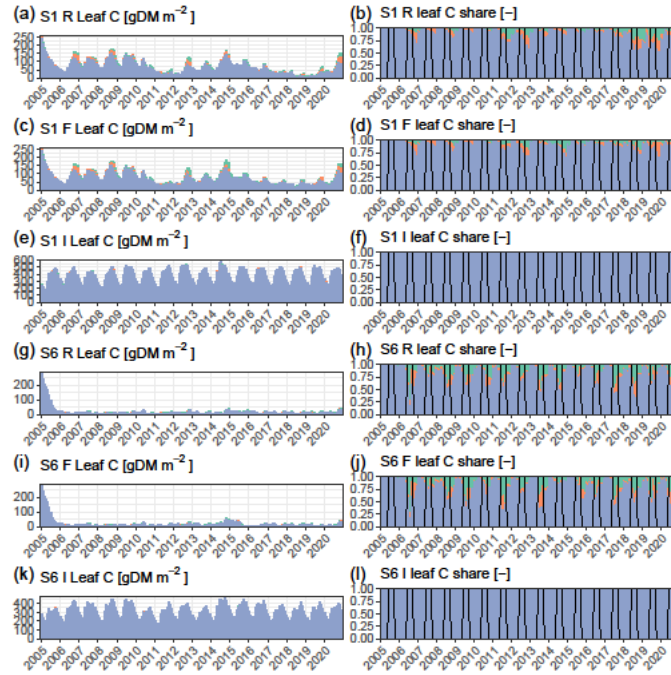 (a) S1 R Leaf C [gDM m⁻²]
250
200
150
100
50
0
2005 2006 2007 2008 2009 2010 2011 2012 2013 2014 2015 2016 2017 2018 2019 2020
(b) S1 R leaf C share [−]
1.00
0.75
0.50
0.25
0.00
2005 2006 2007 2008 2009 2010 2011 2012 2013 2014 2015 2016 2017 2018 2019 2020
(c) S1 F Leaf C [gDM m⁻²]
250
200
150
100
50
0
2005 2006 2007 2008 2009 2010 2011 2012 2013 2014 2015 2016 2017 2018 2019 2020
(d) S1 F leaf C share [−]
1.00
0.75
0.50
0.25
0.00
2005 2006 2007 2008 2009 2010 2011 2012 2013 2014 2015 2016 2017 2018 2019 2020
(e) S1 I Leaf C [gDM m⁻²]
600
500
400
300
200
100
0
2005 2006 2007 2008 2009 2010 2011 2012 2013 2014 2015 2016 2017 2018 2019 2020
(f) S1 I leaf C share [−]
1.00
0.75
0.50
0.25
0.00
2005 2006 2007 2008 2009 2010 2011 2012 2013 2014 2015 2016 2017 2018 2019 2020
(g) S6 R Leaf C [gDM m⁻²]
200
100
0
2005 2006 2007 2008 2009 2010 2011 2012 2013 2014 2015 2016 2017 2018 2019 2020
(h) S6 R leaf C share [−]
1.00
0.75
0.50
0.25
0.00
2005 2006 2007 2008 2009 2010 2011 2012 2013 2014 2015 2016 2017 2018 2019 2020
(i) S6 F Leaf C [gDM m⁻²]
200
100
0
2005 2006 2007 2008 2009 2010 2011 2012 2013 2014 2015 2016 2017 2018 2019 2020
(j) S6 F leaf C share [−]
1.00
0.75
0.50
0.25
0.00
2005 2006 2007 2008 2009 2010 2011 2012 2013 2014 2015 2016 2017 2018 2019 2020
(k) S6 I Leaf C [gDM m⁻²]
400
300
200
100
0
2005 2006 2007 2008 2009 2010 2011 2012 2013 2014 2015 2016 2017 2018 2019 2020
(l) S6 I leaf C share [−]
1.00
0.75
0.50
0.25
0.00
2005 2006 2007 2008 2009 2010 2011 2012 2013 2014 2015 2016 2017 2018 2019 2020